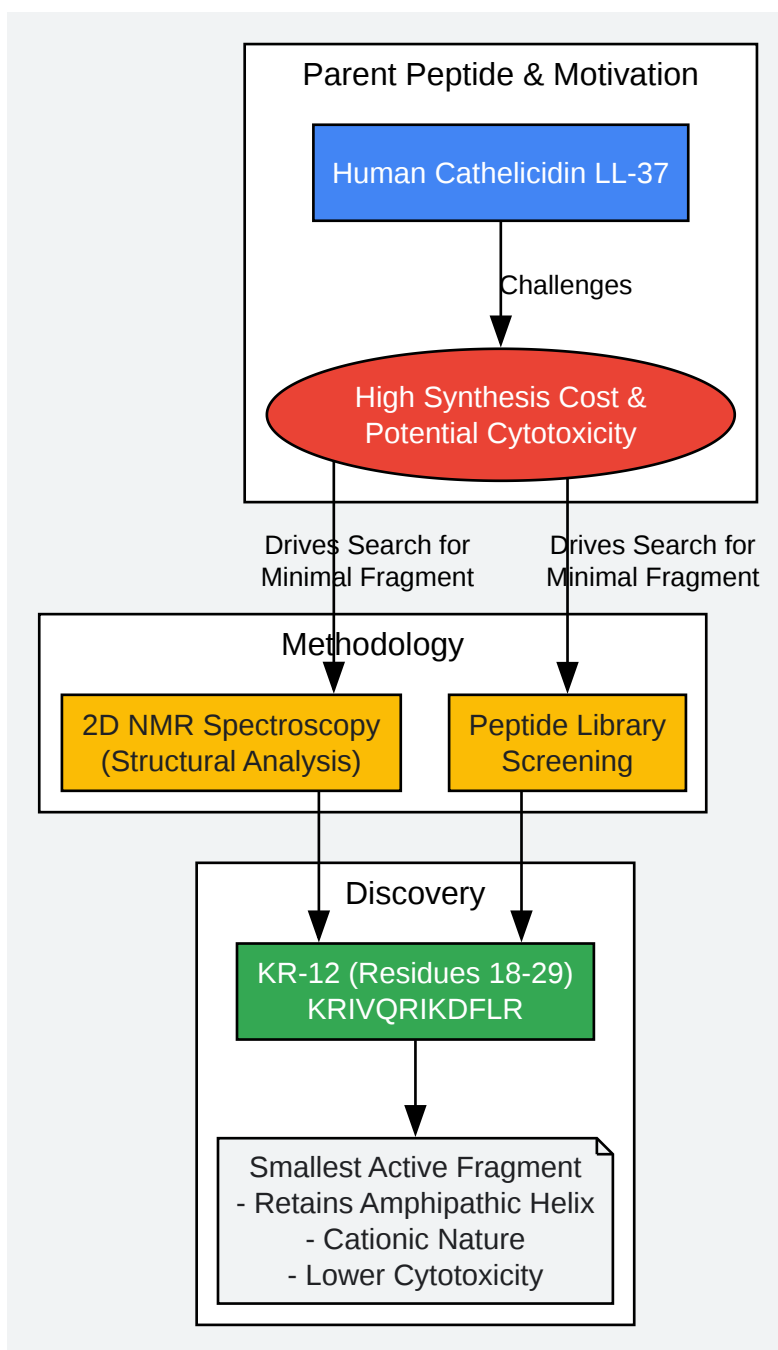 Parent Peptide & Motivation
Human Cathelicidin LL-37
Challenges
High Synthesis Cost &
Potential Cytotoxicity
Drives Search for
Minimal Fragment
Drives Search for
Minimal Fragment
Methodology
2D NMR Spectroscopy
(Structural Analysis)
Peptide Library
Screening
Discovery
KR-12 (Residues 18-29)
KRIVQRIKDFLR
Smallest Active Fragment
- Retains Amphipathic Helix
- Cationic Nature
- Lower Cytotoxicity